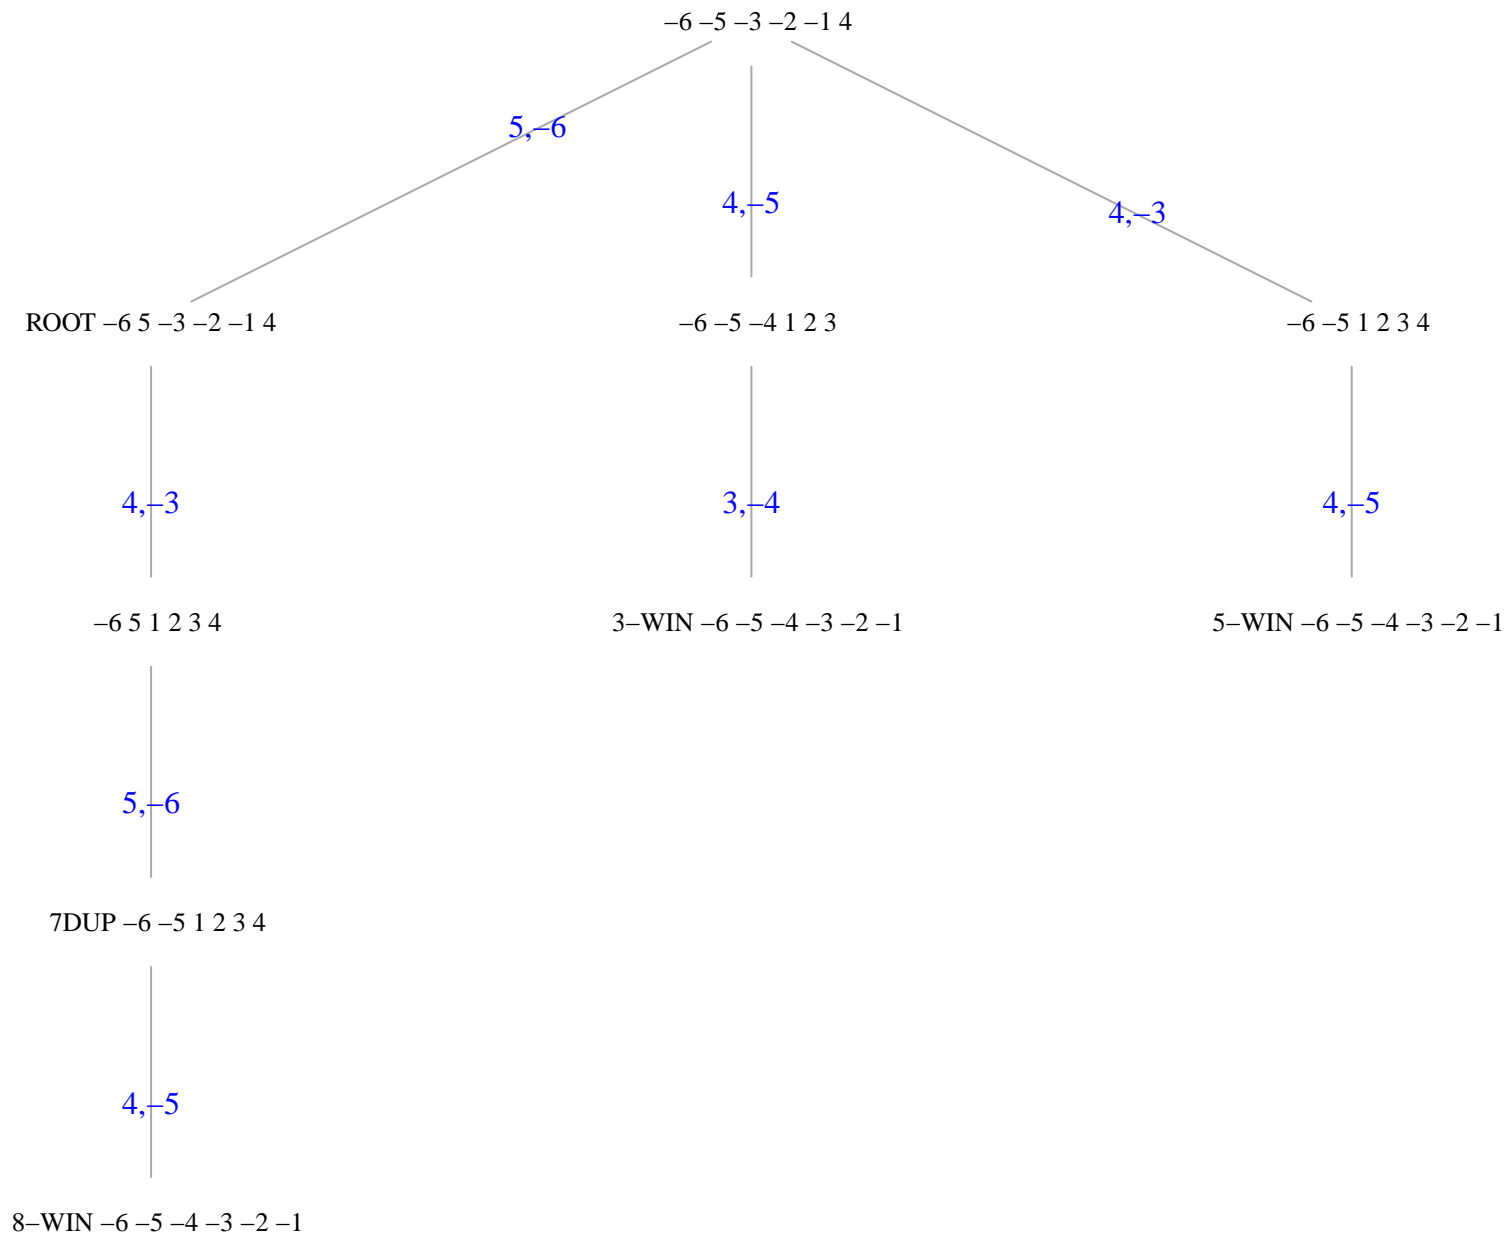 –6 –5 –3 –2 –1 4
5,–6
4,–5
4,–3
ROOT –6 5 –3 –2 –1 4
–6 –5 –4 1 2 3
–6 –5 1 2 3 4
4,–3
3,–4
4,–5
–6 5 1 2 3 4
3–WIN –6 –5 –4 –3 –2 –1
5–WIN –6 –5 –4 –3 –2 –1
5,–6
7DUP –6 –5 1 2 3 4
4,–5
8–WIN –6 –5 –4 –3 –2 –1